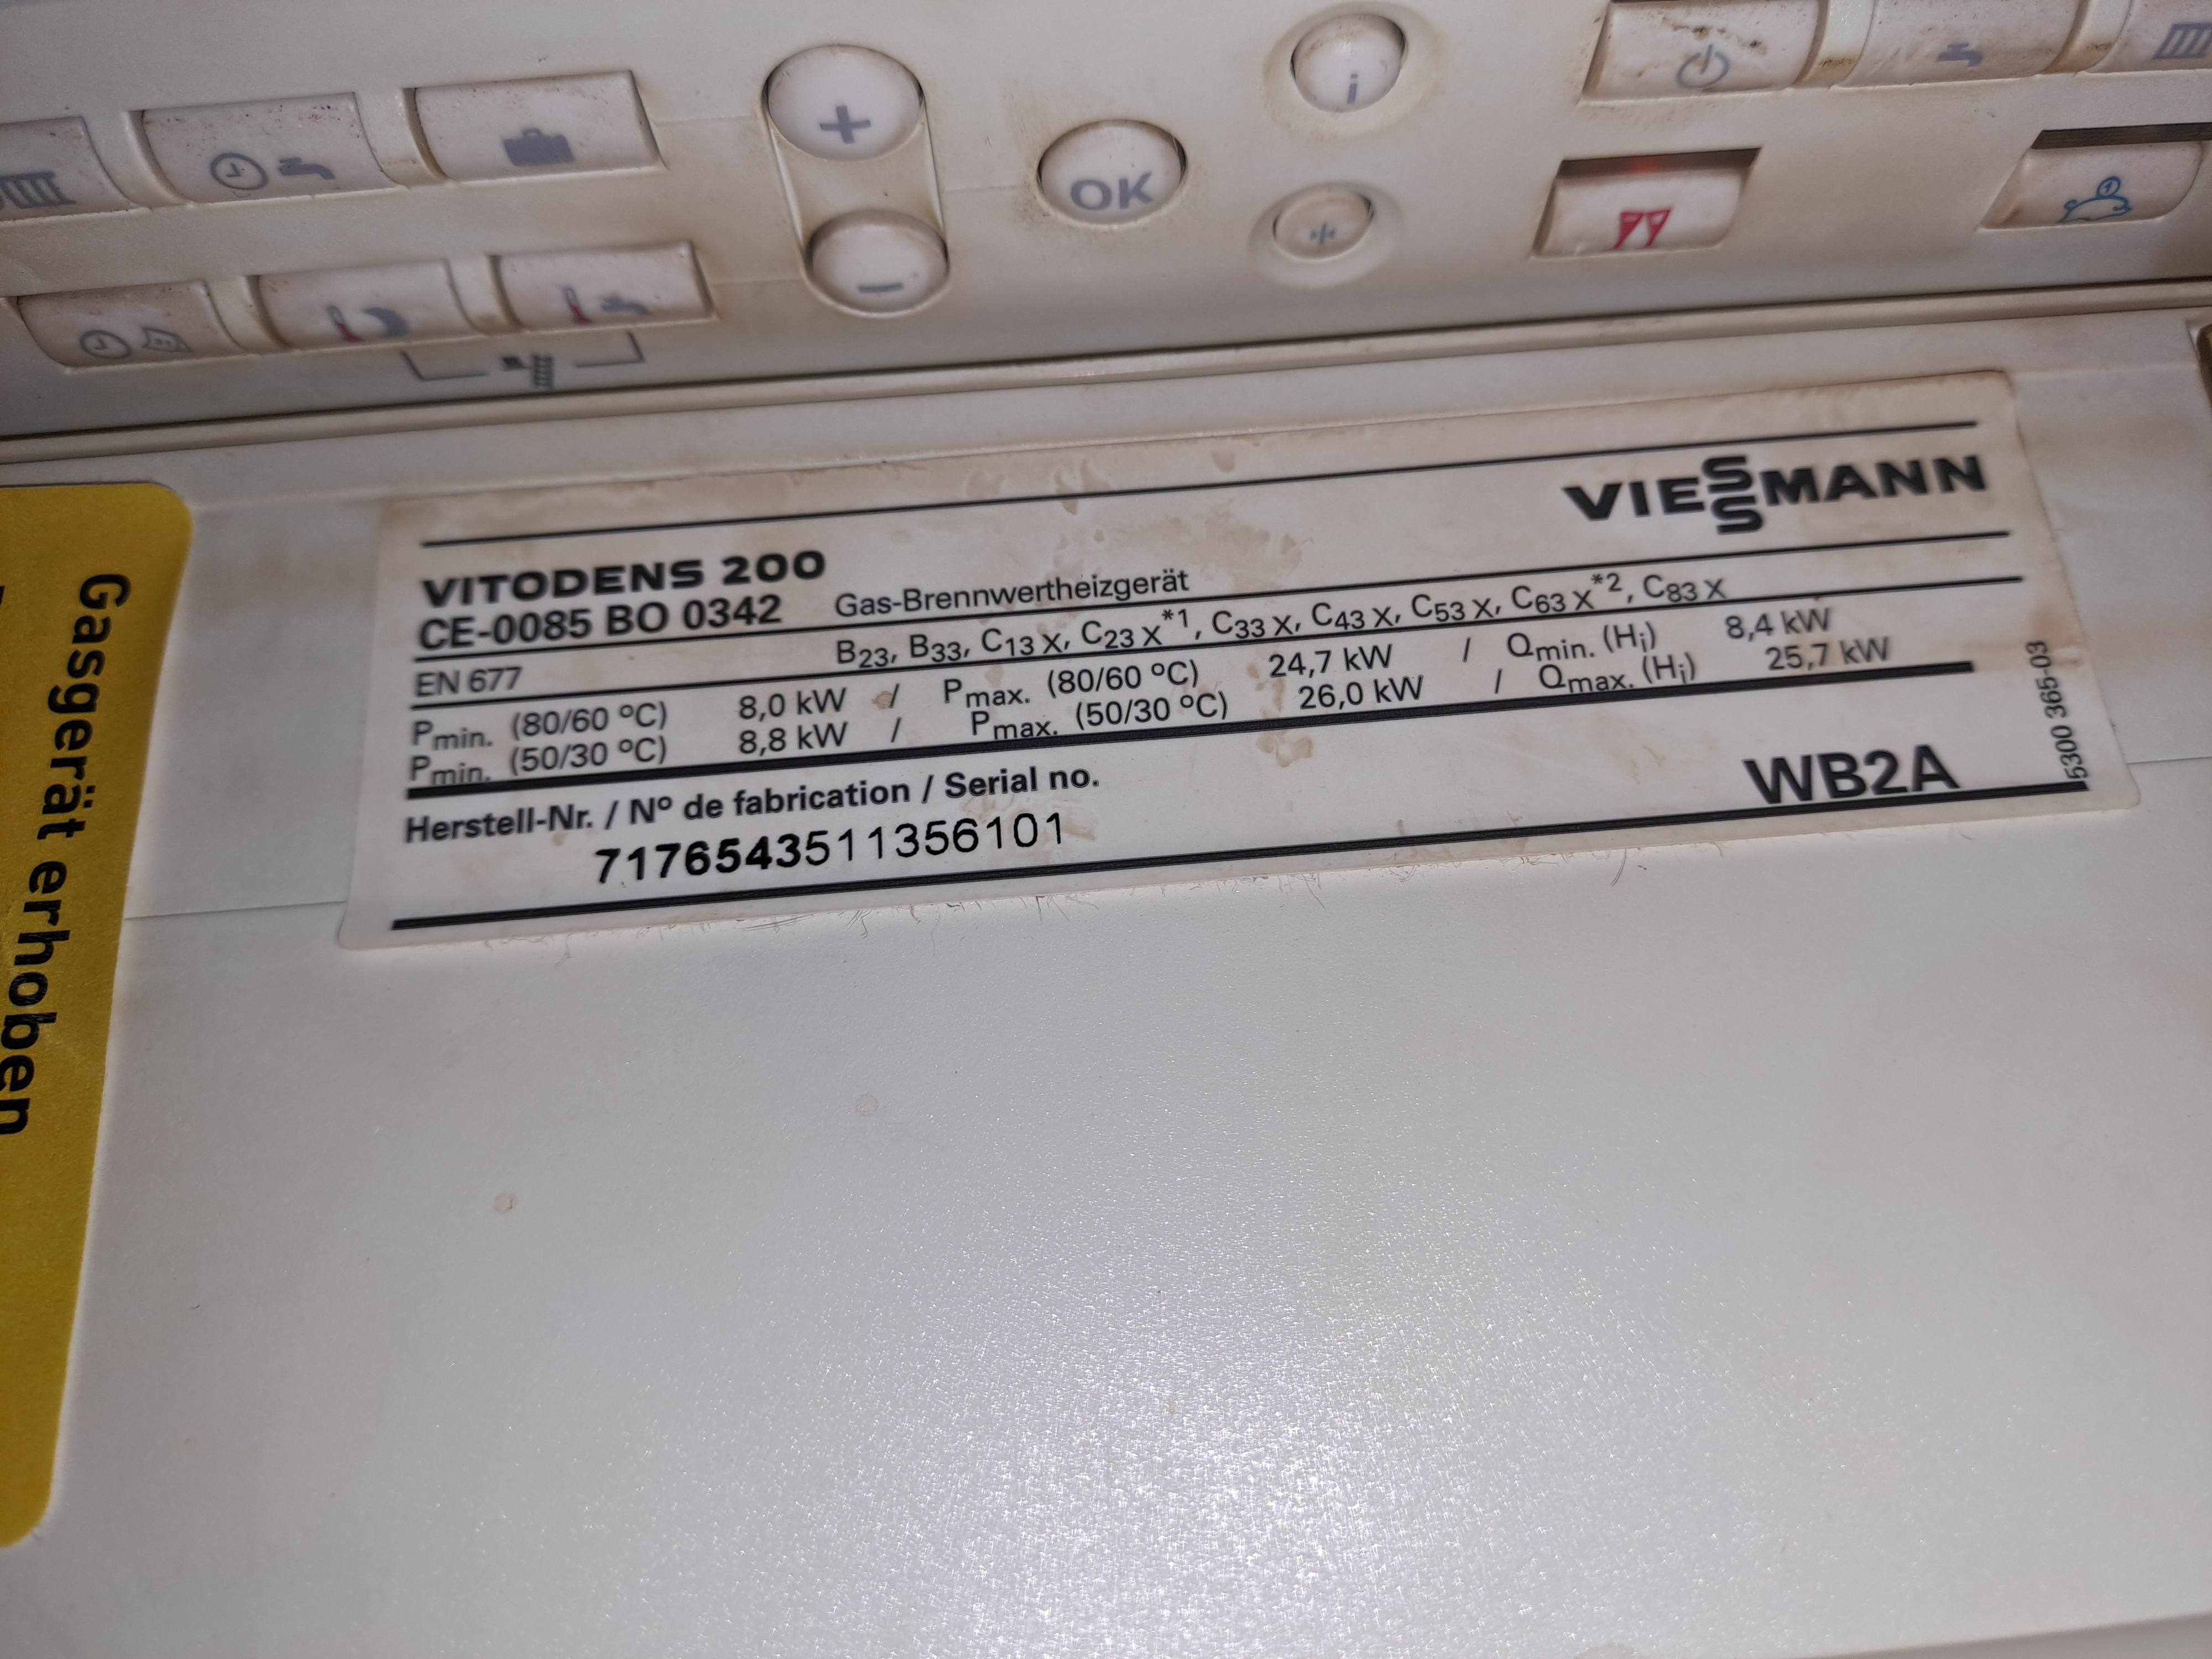 i
+
OK
−
VIESSMANN
VITODENS 200
CE-0085 BO 0342 Gas-Brennwertheizgerät
EN 677 B23, B33, C13 X, C23 X*1, C33 X, C43 X, C53 X, C63 X*2, C83 X
Pmin. (80/60 °C) 8,0 kW / Pmax. (80/60 °C) 24,7 kW / Qmin. (Hi) 8,4 kW
Pmin. (50/30 °C) 8,8 kW / Pmax. (50/30 °C) 26,0 kW / Qmax. (Hi) 25,7 kW
Herstell-Nr. / Nº de fabrication / Serial no.
7176543511356101
WB2A
5300 365-03
Gasgerät erhoben